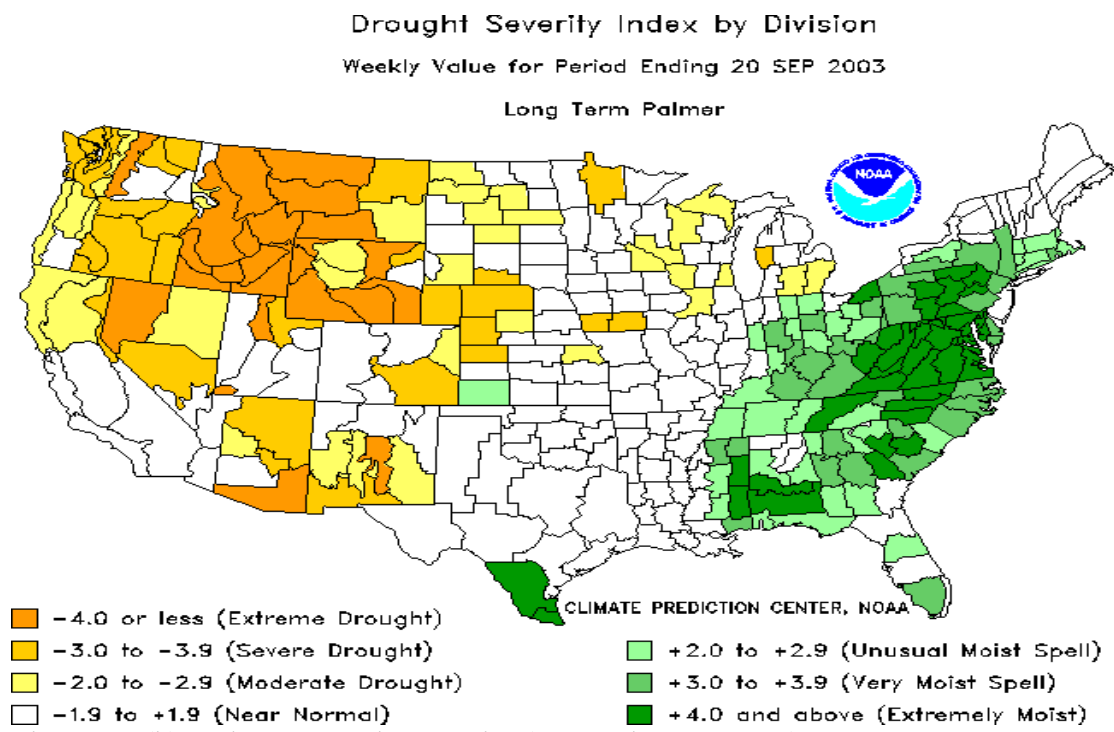 Drought Severity Index by Division
Weekly Value for Period Ending 20 SEP 2003
Long Term Palmer
NOAA
CLIMATE PREDICTION CENTER, NOAA
-4.0 or less (Extreme Drought)
-3.0 to -3.9 (Severe Drought)
-2.0 to -2.9 (Moderate Drought)
-1.9 to +1.9 (Near Normal)
+2.0 to +2.9 (Unusual Moist Spell)
+3.0 to +3.9 (Very Moist Spell)
+4.0 and above (Extremely Moist)